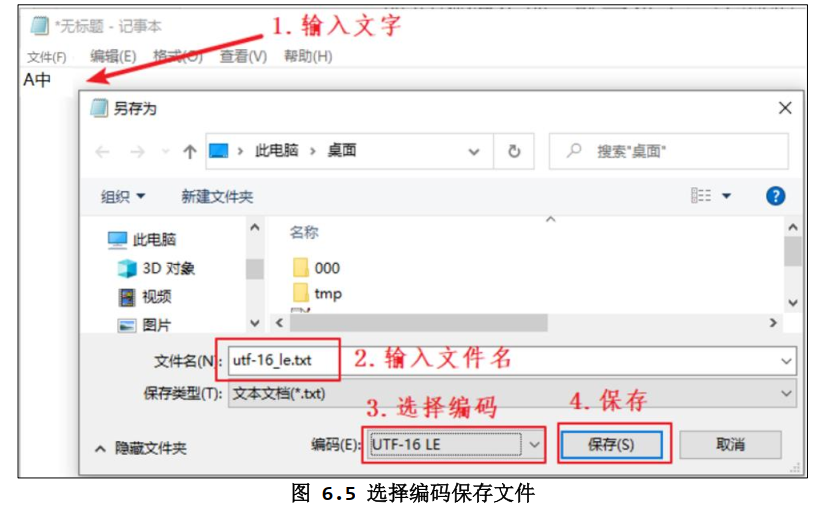 *无标题 - 记事本
1. 输入文字
文件(F) 编辑(E) 格式(O) 查看(V) 帮助(H)
A中
另存为
此电脑 › 桌面
搜索"桌面"
组织 新建文件夹
此电脑
3D 对象
视频
图片
名称
000
tmp
文件名(N): utf-16_le.txt
2. 输入文件名
保存类型(T): 文本文档(*.txt)
3. 选择编码
4. 保存
隐藏文件夹
编码(E): UTF-16 LE
保存(S) 取消
图 6.5 选择编码保存文件